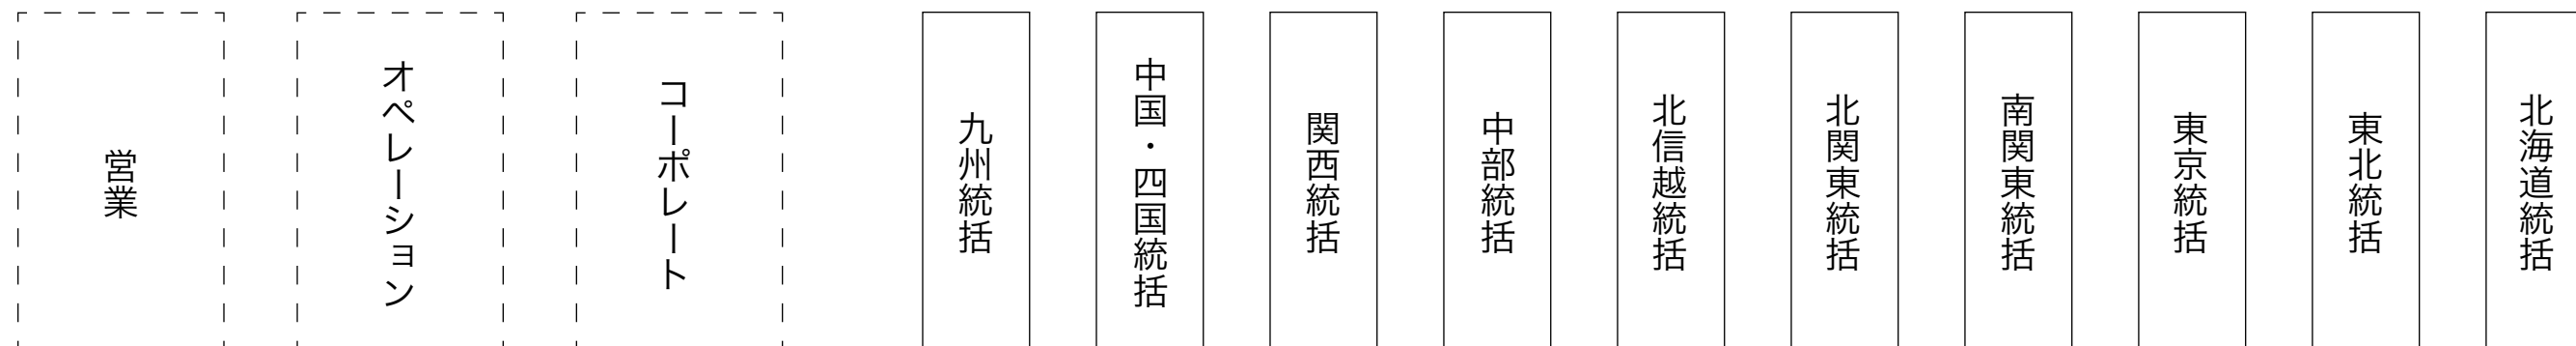 営業
オペレーション
コーポレート
九州統括
中国・四国統括
関西統括
中部統括
北信越統括
北関東統括
南関東統括
東京統括
東北統括
北海道統括